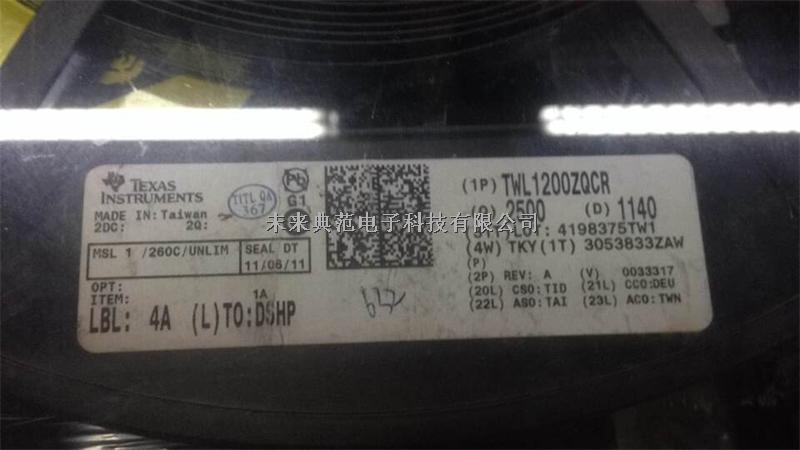 TEXAS
INSTRUMENTS
MADE IN: Taiwan
2DC: 2Q:
TITL QA
367
Pb
G1
MSL 1 /260C/UNLIM
SEAL DT
11/06/11
OPT:
ITEM: 1A
LBL: 4A (L)TO:DSHP
(1P) TWL1200ZQCR
(Q) 2500 (D) 1140
4198375TW1
(4W) TKY(1T) 3053833ZAW
(P)
(2P) REV: A (V) 0033317
(20L) CSO:TID (21L) CCO:DEU
(22L) ASO:TAI (23L) ACO:TWN
未来典范电子科技有限公司